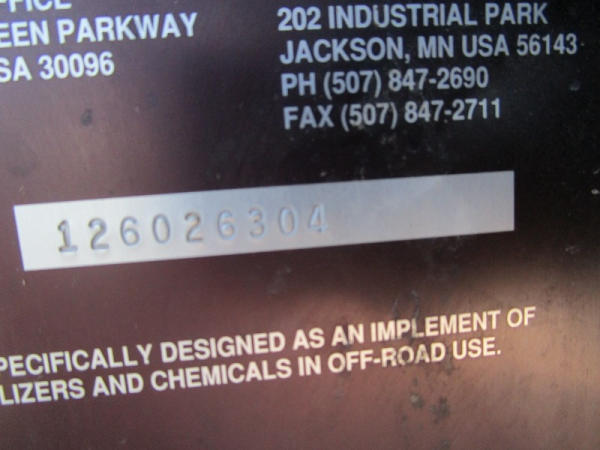 FFICE
EEN PARKWAY
SA 30096
202 INDUSTRIAL PARK
JACKSON, MN USA 56143
PH (507) 847-2690
FAX (507) 847-2711
126026304
PECIFICALLY DESIGNED AS AN IMPLEMENT OF
LIZERS AND CHEMICALS IN OFF-ROAD USE.